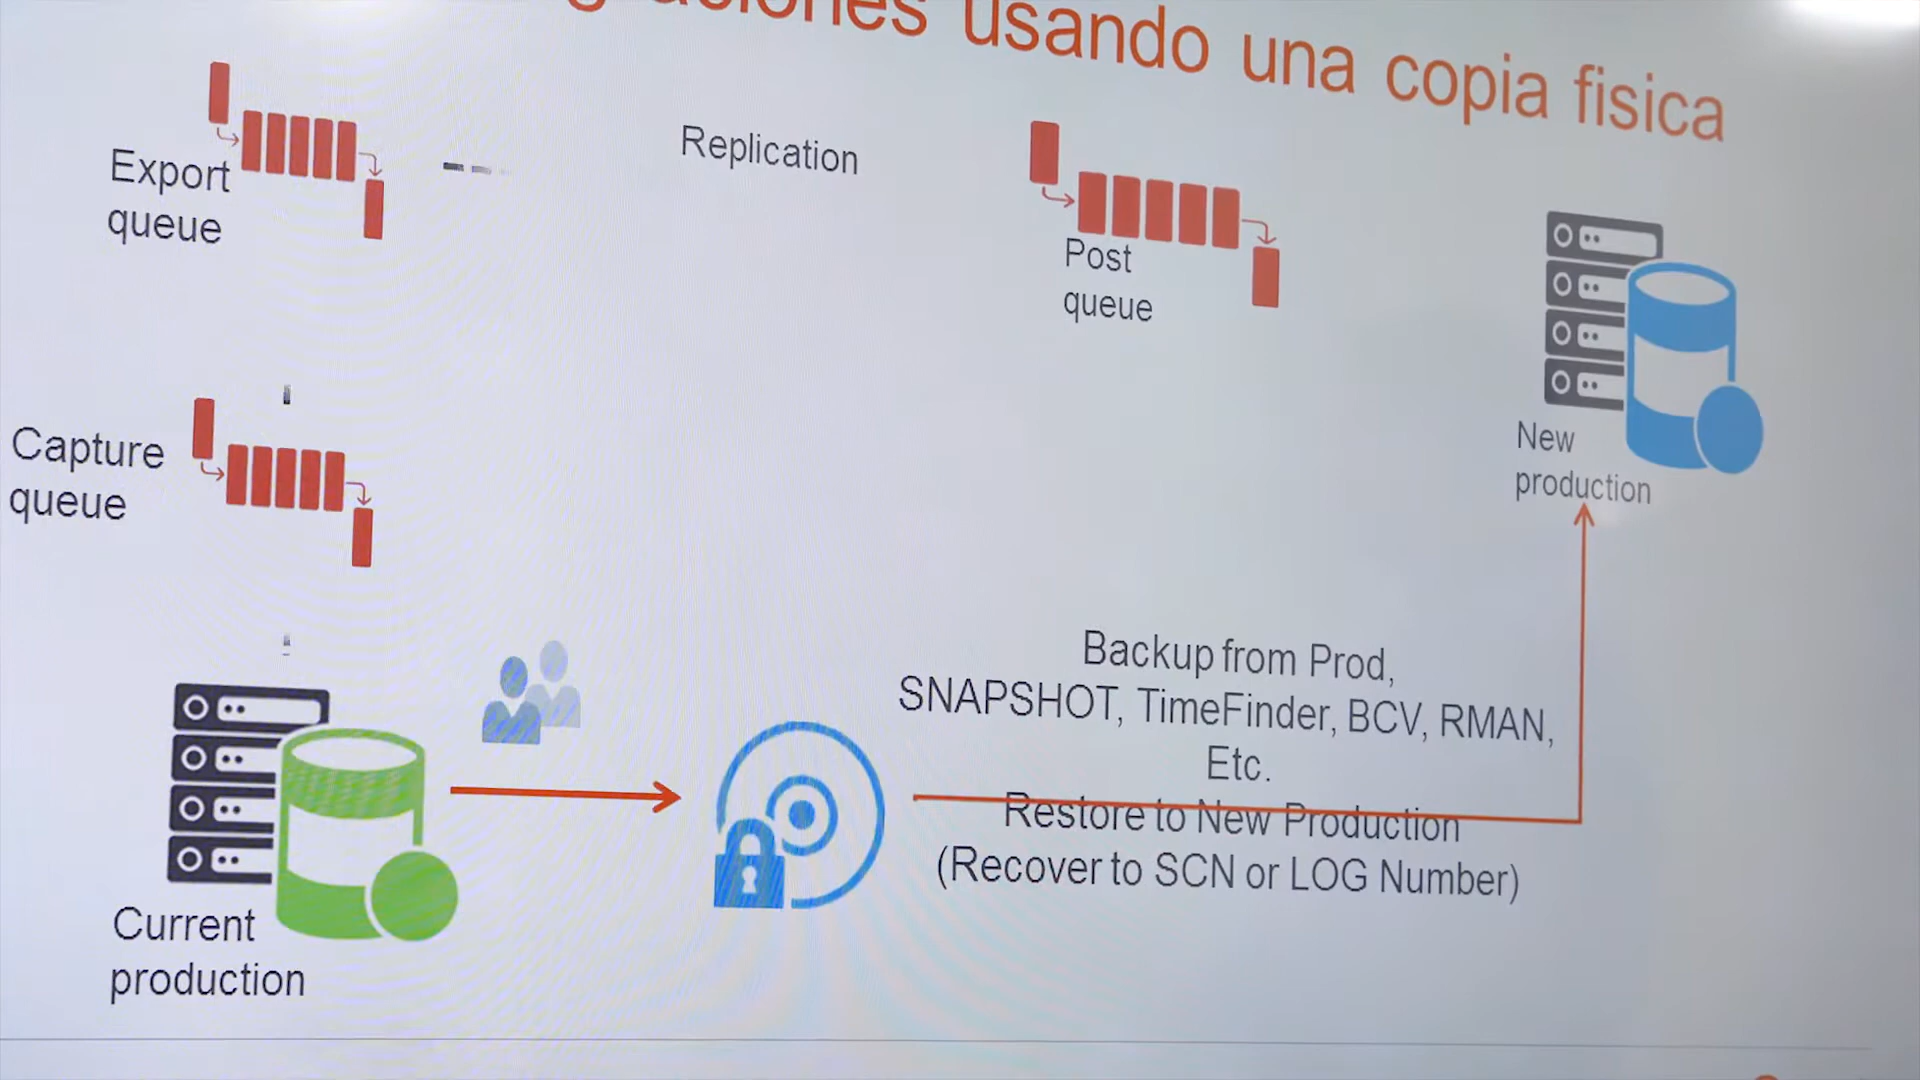 usando una copia fisica
Export
queue
Replication
Post
queue
Capture
queue
New
production
Backup from Prod,
SNAPSHOT, TimeFinder, BCV, RMAN,
Etc.
Restore to New Production
(Recover to SCN or LOG Number)
Current
production